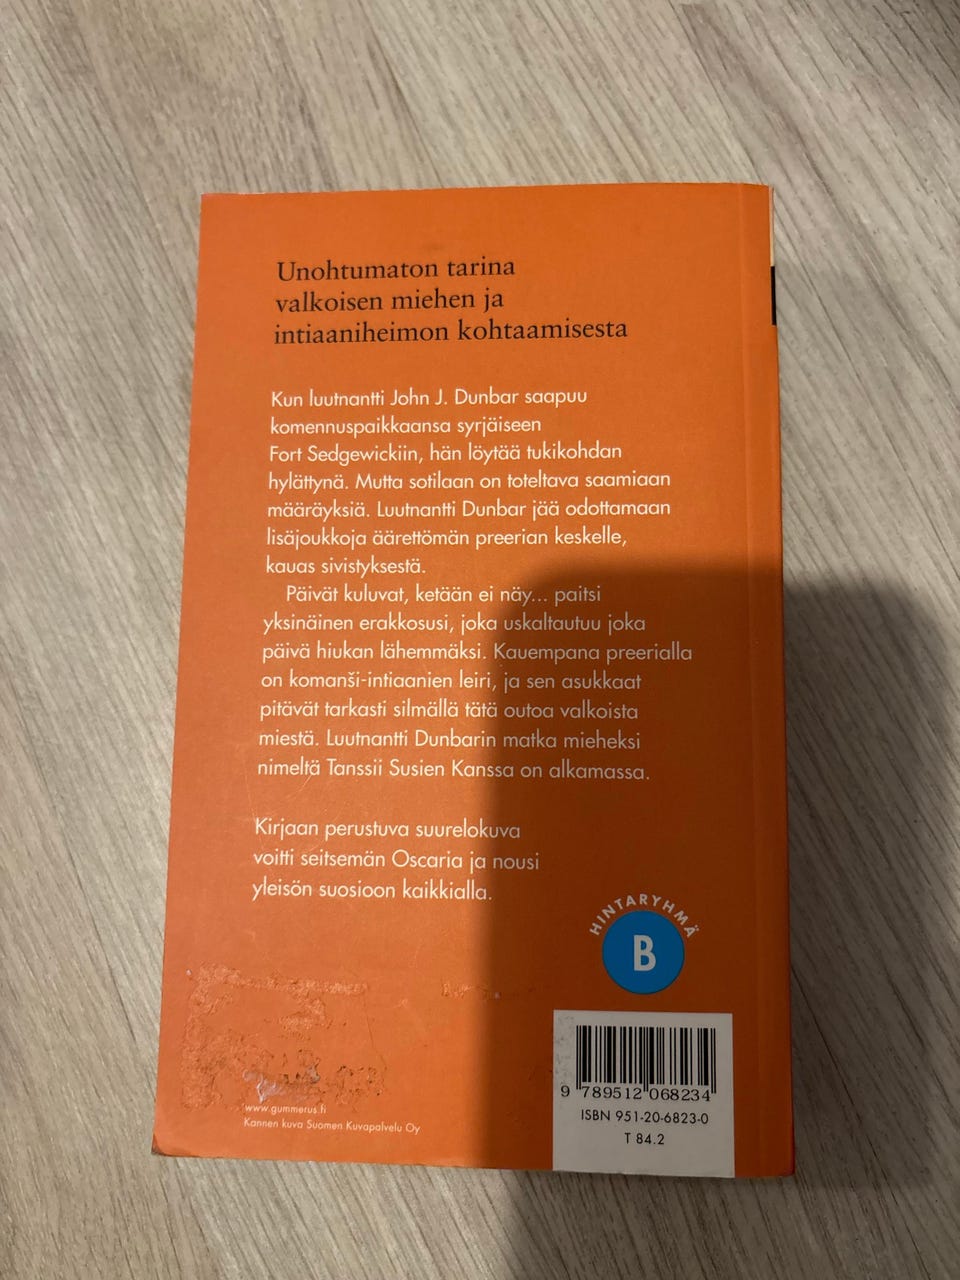 Unohtumaton tarina
valkoisen miehen ja
intiaaniheimon kohtaamisesta
Kun luutnantti John J. Dunbar saapuu
komennuspaikkaansa syrjäiseen
Fort Sedgewickiin, hän löytää tukikohdan
hylättynä. Mutta sotilaan on toteltava saamiaan
määräyksiä. Luutnantti Dunbar jää odottamaan
lisäjoukkoja äärettömän preerian keskelle,
kauas sivistyksestä.
Päivät kuluvat, ketään ei näy... paitsi
yksinäinen erakkosusi, joka uskaltautuu joka
päivä hiukan lähemmäksi. Kauempana preerialla
on komanši-intiaanien leiri, ja sen asukkaat
pitävät tarkasti silmällä tätä outoa valkoista
miestä. Luutnantti Dunbarin matka mieheksi
nimeltä Tanssii Susien Kanssa on alkamassa.
Kirjaan perustuva suurelokuva
voitti seitsemän Oscaria ja nousi
yleisön suosioon kaikkialla.
HINTARYHMÄ
B
9 789512 068234
ISBN 951-20-6823-0
T 84.2
www.gummerus.fi
Kannen kuva Suomen Kuvapalvelu Oy